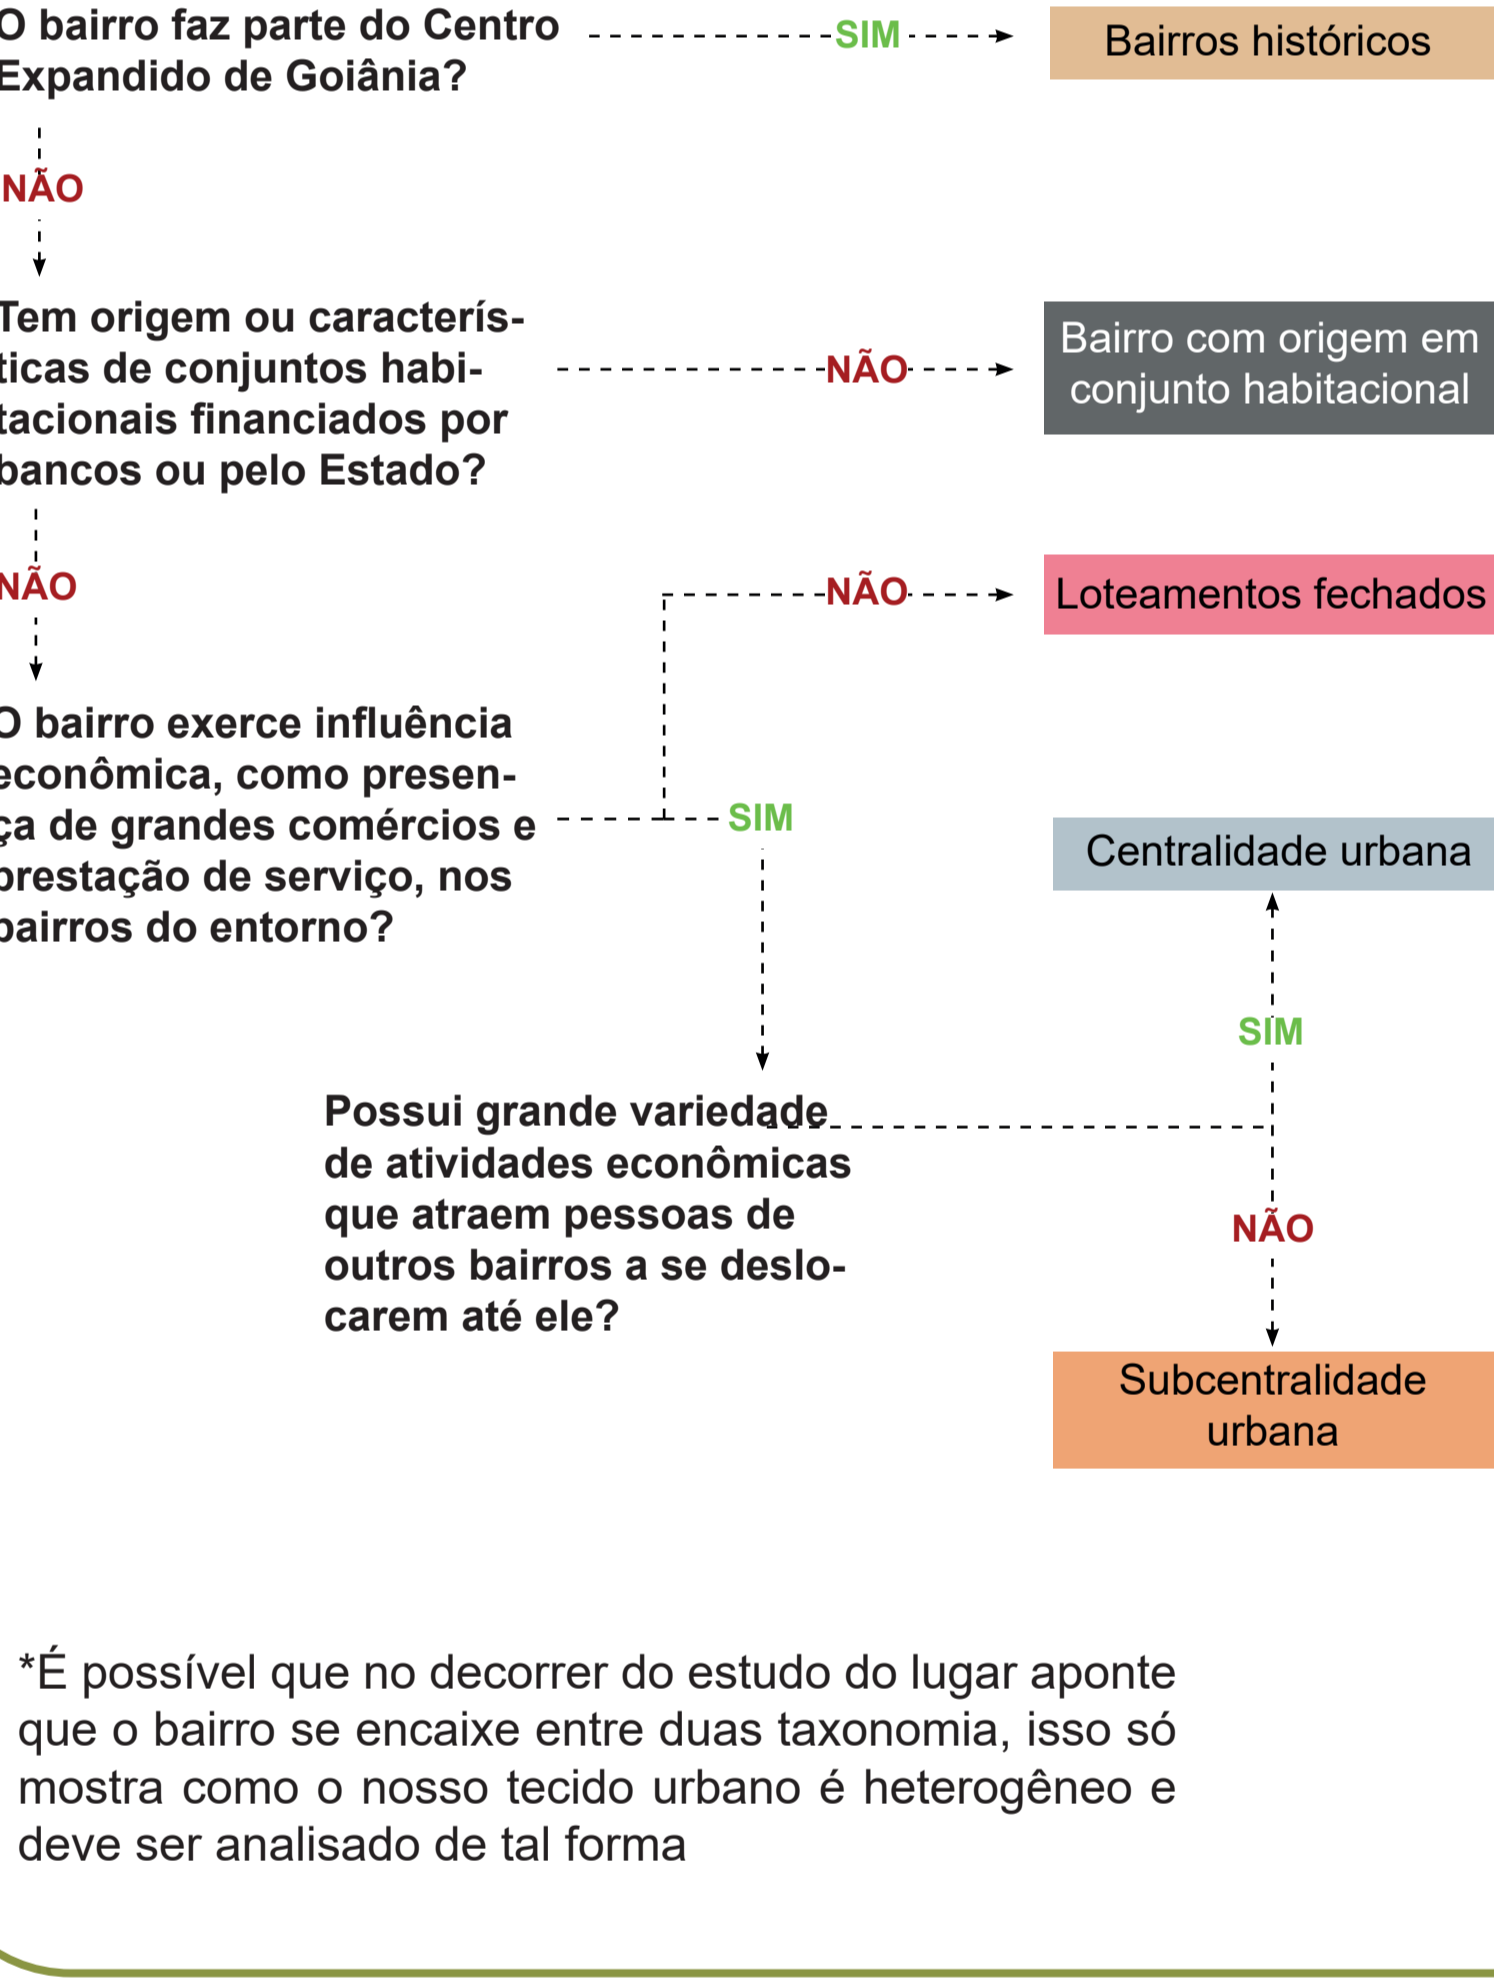 O bairro faz parte do Centro
Expandido de Goiânia?
SIM
Bairros históricos
NÃO
Tem origem ou caracterís-
ticas de conjuntos habi-
tacionais financiados por
bancos ou pelo Estado?
NÃO
Bairro com origem em
conjunto habitacional
NÃO
NÃO
Loteamentos fechados
O bairro exerce influência
econômica, como presen-
ça de grandes comércios e
prestação de serviço, nos
bairros do entorno?
SIM
Centralidade urbana
SIM
Possui grande variedade
de atividades econômicas
que atraem pessoas de
outros bairros a se deslo-
carem até ele?
NÃO
Subcentralidade
urbana
*É possível que no decorrer do estudo do lugar aponte
que o bairro se encaixe entre duas taxonomia, isso só
mostra como o nosso tecido urbano é heterogêneo e
deve ser analisado de tal forma